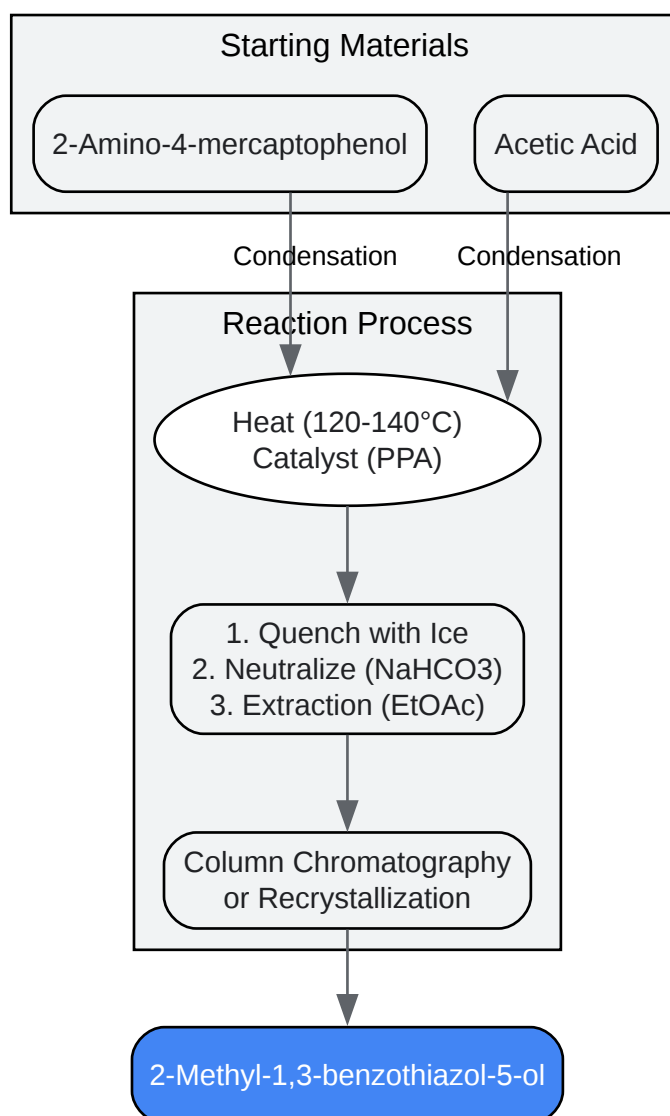 Starting Materials
2-Amino-4-mercaptophenol
Acetic Acid
Condensation
Condensation
Reaction Process
Heat (120-140°C)
Catalyst (PPA)
1. Quench with Ice
2. Neutralize (NaHCO3)
3. Extraction (EtOAc)
Column Chromatography
or Recrystallization
2-Methyl-1,3-benzothiazol-5-ol